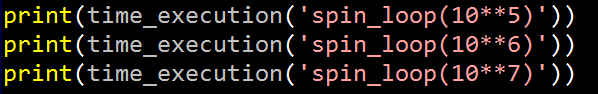 print(time_execution('spin_loop(10**5)'))
print(time_execution('spin_loop(10**6)'))
print(time_execution('spin_loop(10**7)'))